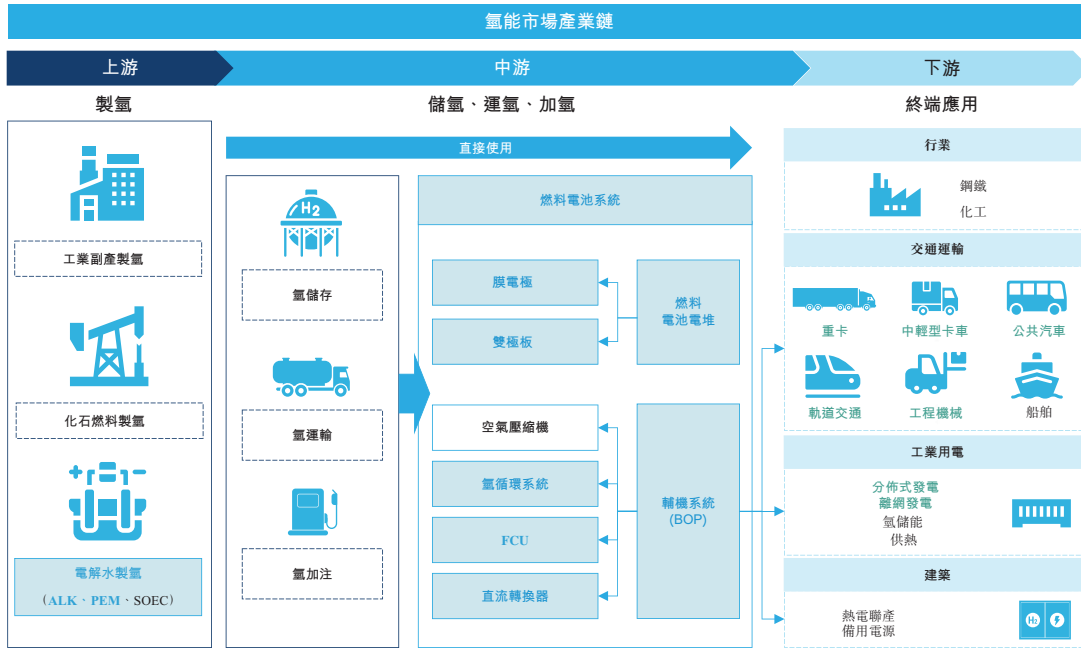 氫能市場產業鏈
上游
中游
下游
製氫
儲氫、運氫、加氫
終端應用
工業副產製氫
化石燃料製氫
電解水製氫
(ALK、PEM、SOEC)
直接使用
H2
氫儲存
氫運輸
氫加注
燃料電池系統
膜電極
雙極板
燃料
電池電堆
空氣壓縮機
氫循環系統
FCU
直流轉換器
輔機系統
(BOP)
行業
鋼鐵
化工
交通運輸
重卡
中輕型卡車
公共汽車
軌道交通
工程機械
船舶
工業用電
分佈式發電
離網發電
氫儲能
供熱
建築
熱電聯產
備用電源
H2